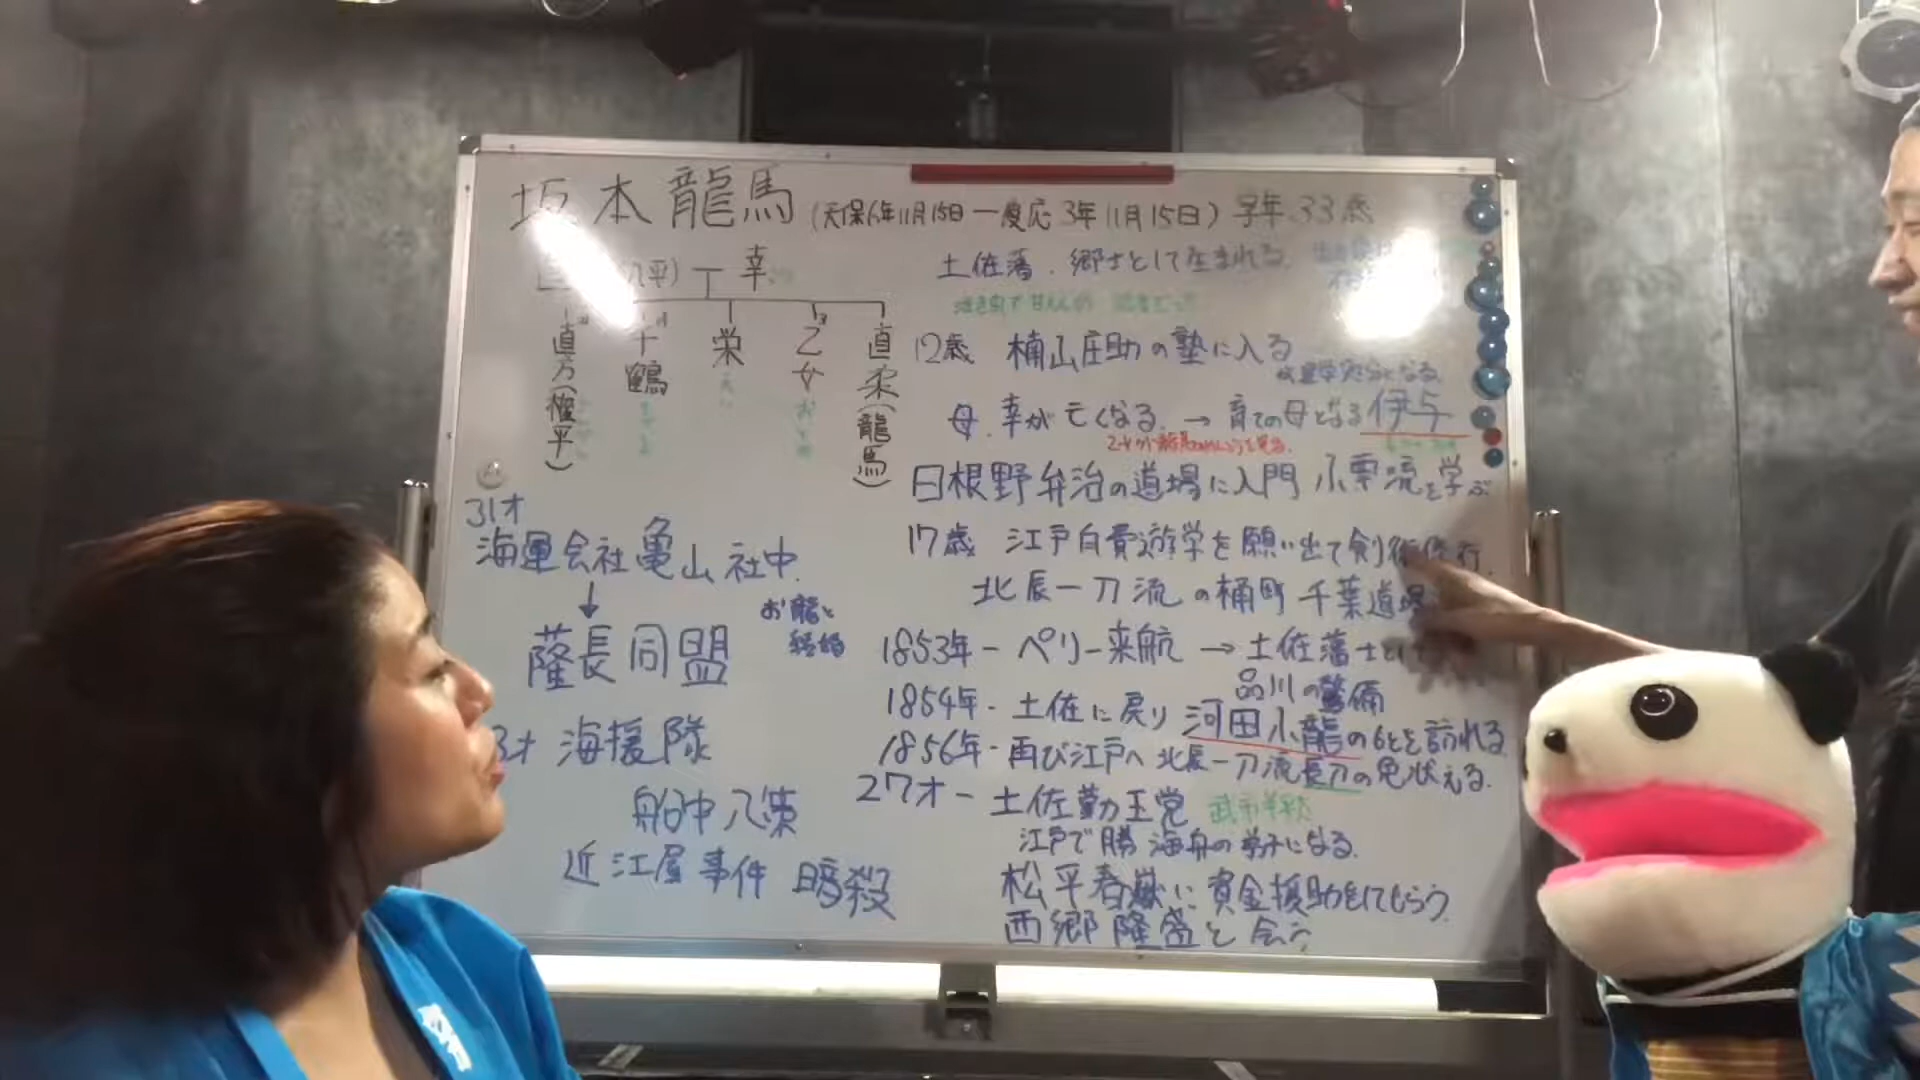 坂本龍馬 (天保6年11月15日 ー 慶応3年11月15日) 享年33歳
平) 幸
直方(権平) 千鶴 栄 乙女 直柔(龍馬)
土佐藩、郷士として生まれる。
12歳 楠山庄助の塾に入る
母、幸が亡くなる → 育ての母となる伊与
日根野弁治の道場に入門 小栗流を学ぶ
17歳 江戸自費遊学を願い出て剣術修行。
北辰一刀流の桶町千葉道場
1853年 ー ペリー来航 → 土佐藩士として
品川の警備
1854年 - 土佐に戻り 河田小龍のもとを訪れる
1856年 - 再び江戸へ 北辰一刀流長刀の免状える。
27才 ー 土佐勤王党 武市半平太
江戸で勝海舟の弟子になる。
松平春嶽に資金援助をしてもらう。
西郷隆盛と会う
31才
海運会社亀山社中
お龍と
結婚
↓
薩長同盟
3才 海援隊
船中八策
近江屋事件 暗殺